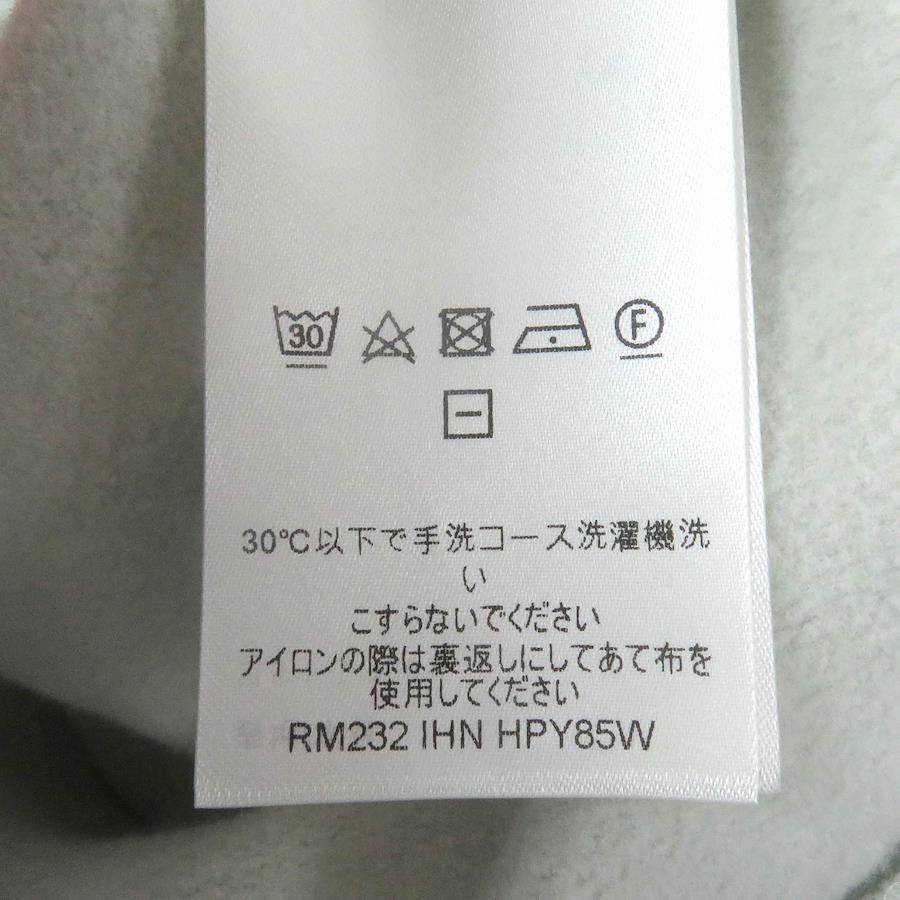 30
F
30℃以下で手洗コース洗濯機洗
い
こすらないでください
アイロンの際は裏返しにしてあて布を
使用してください
RM232 IHN HPY85W